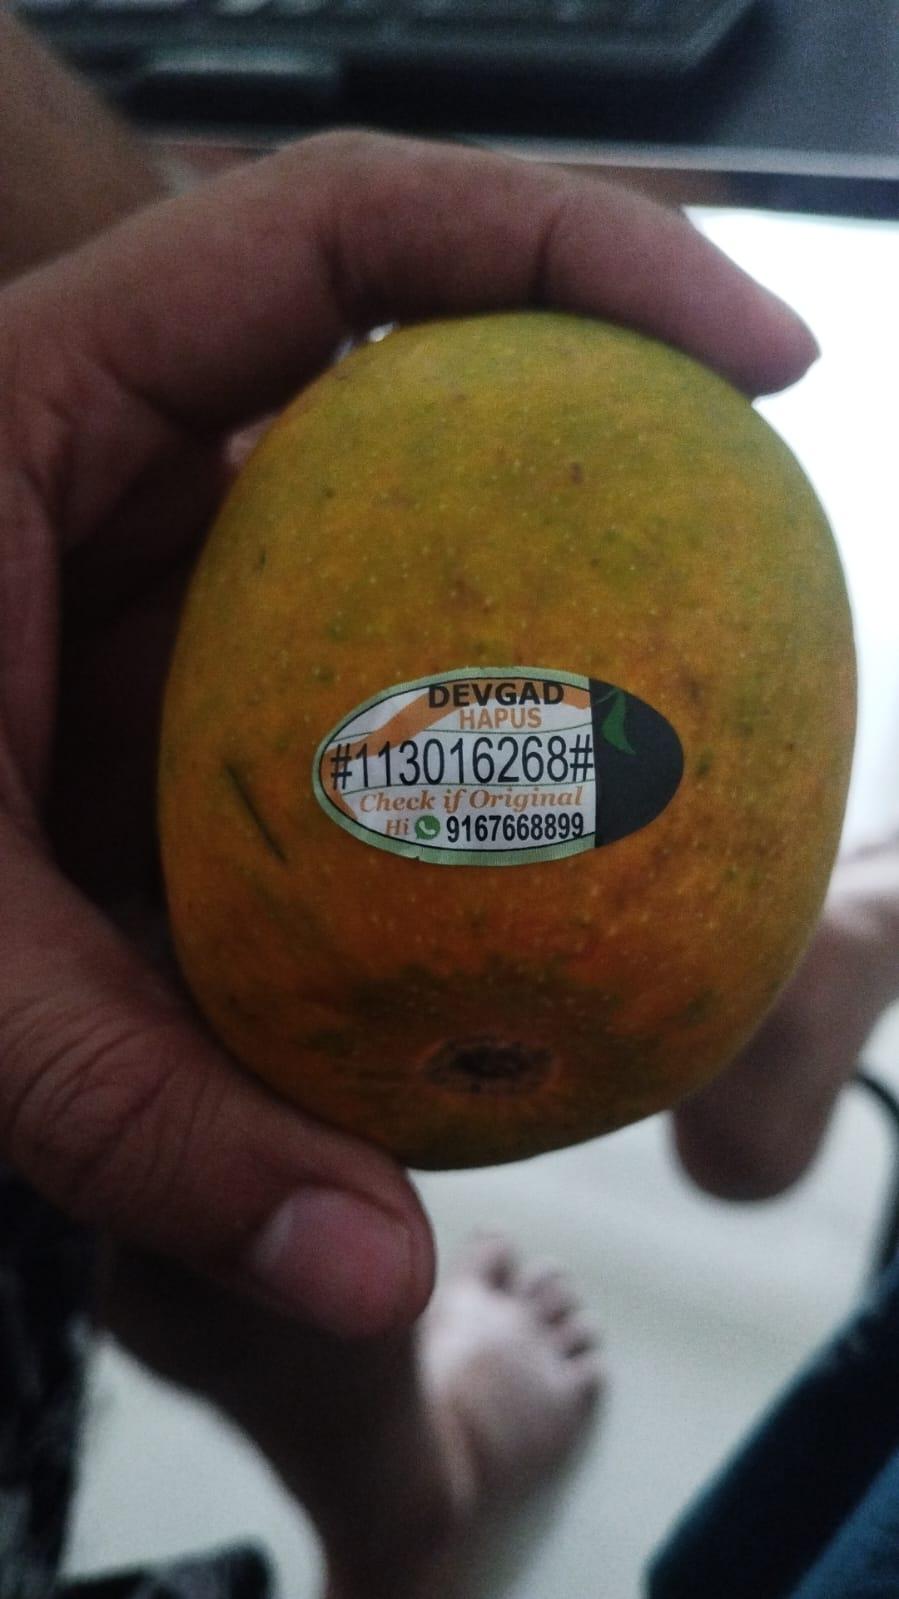 DEVGAD
HAPUS
#113016268#
Check if Original
Hi 9167668899